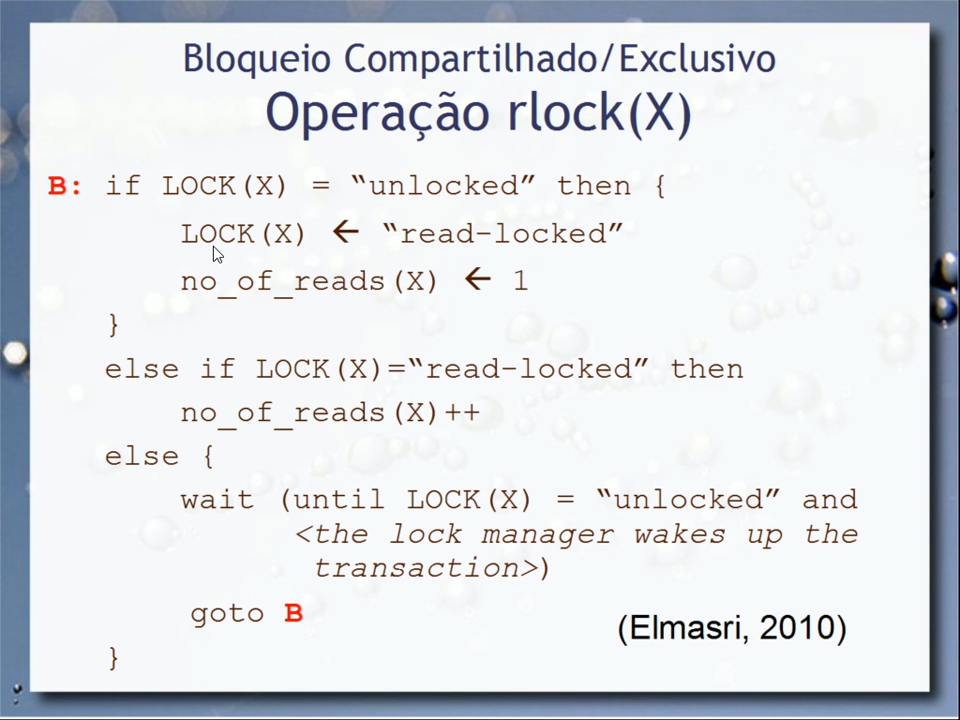 Bloqueio Compartilhado/Exclusivo
Operação rlock(X)
B: if LOCK(X) = “unlocked” then {
LOCK(X) 🡨 “read-locked”
no_of_reads(X) 🡨 1
}
else if LOCK(X)=“read-locked” then
no_of_reads(X)++
else {
wait (until LOCK(X) = “unlocked” and
<the lock manager wakes up the
transaction>)
goto B
(Elmasri, 2010)
}